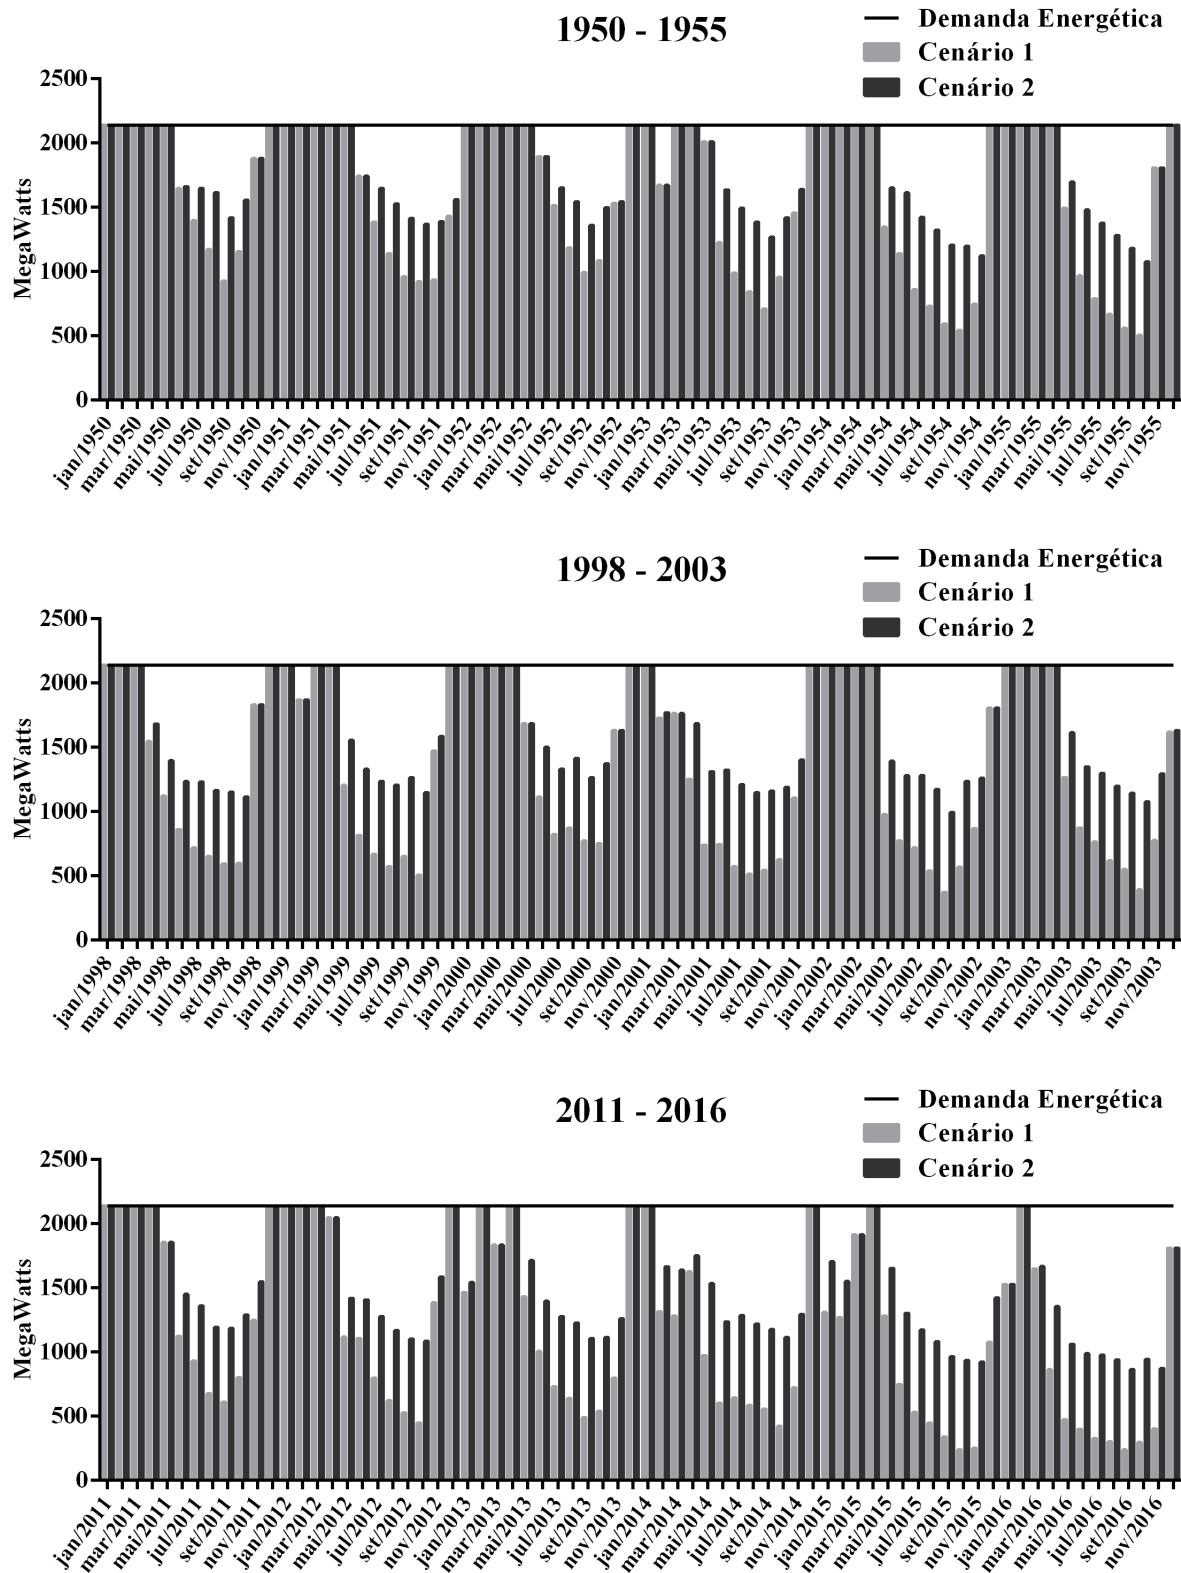 1950 - 1955
Demanda Energética
Cenário 1
Cenário 2
2500
2000
1500
1000
500
0
MegaWatts
jan/1950
mar/1950
mai/1950
jul/1950
set/1950
nov/1950
jan/1951
mar/1951
mai/1951
jul/1951
set/1951
nov/1951
jan/1952
mar/1952
mai/1952
jul/1952
set/1952
nov/1952
jan/1953
mar/1953
mai/1953
jul/1953
set/1953
nov/1953
jan/1954
mar/1954
mai/1954
jul/1954
set/1954
nov/1954
jan/1955
mar/1955
mai/1955
jul/1955
set/1955
nov/1955
1998 - 2003
Demanda Energética
Cenário 1
Cenário 2
2500
2000
1500
1000
500
0
MegaWatts
jan/1998
mar/1998
mai/1998
jul/1998
set/1998
nov/1998
jan/1999
mar/1999
mai/1999
jul/1999
set/1999
nov/1999
jan/2000
mar/2000
mai/2000
jul/2000
set/2000
nov/2000
jan/2001
mar/2001
mai/2001
jul/2001
set/2001
nov/2001
jan/2002
mar/2002
mai/2002
jul/2002
set/2002
nov/2002
jan/2003
mar/2003
mai/2003
jul/2003
set/2003
nov/2003
2011 - 2016
Demanda Energética
Cenário 1
Cenário 2
2500
2000
1500
1000
500
0
MegaWatts
jan/2011
mar/2011
mai/2011
jul/2011
set/2011
nov/2011
jan/2012
mar/2012
mai/2012
jul/2012
set/2012
nov/2012
jan/2013
mar/2013
mai/2013
jul/2013
set/2013
nov/2013
jan/2014
mar/2014
mai/2014
jul/2014
set/2014
nov/2014
jan/2015
mar/2015
mai/2015
jul/2015
set/2015
nov/2015
jan/2016
mar/2016
mai/2016
jul/2016
set/2016
nov/2016